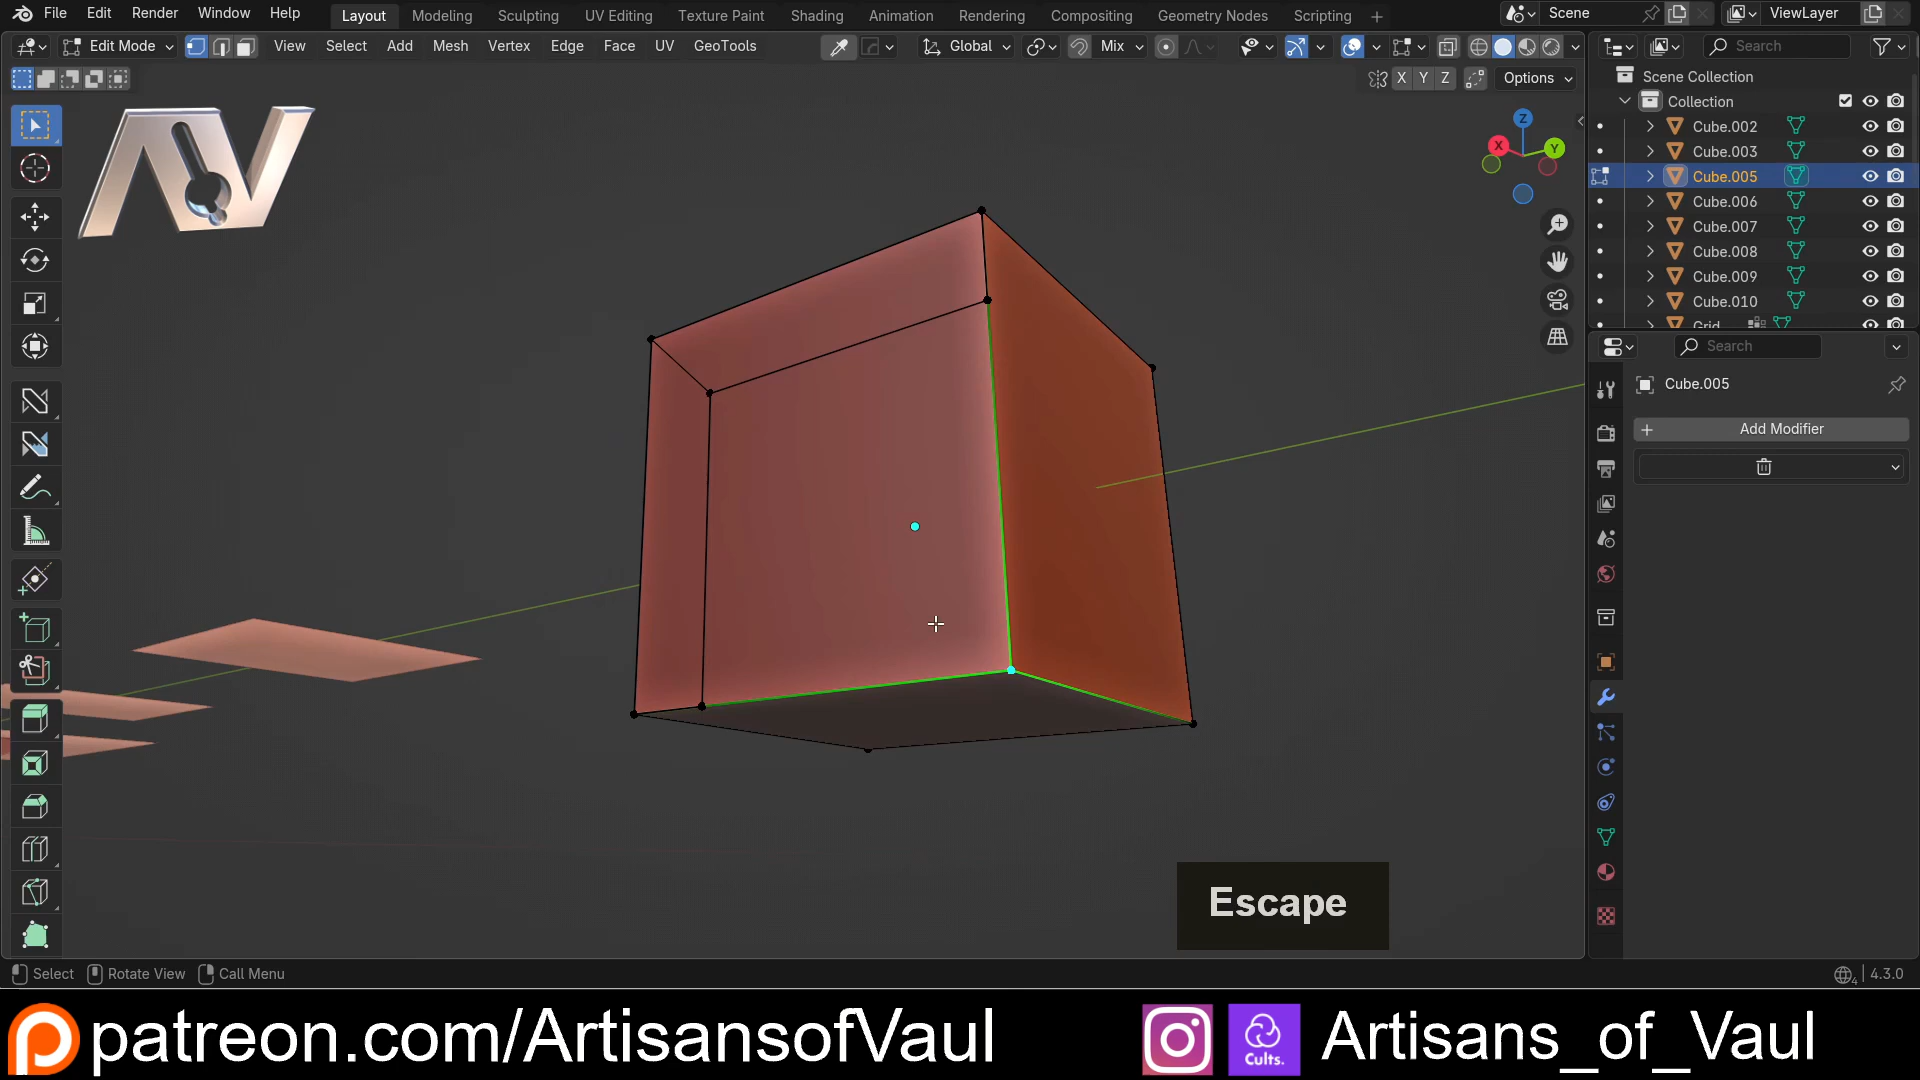 File Edit Render Window Help Layout Modeling Sculpting UV Editing Texture Paint Shading Animation Rendering Compositing Geometry Nodes Scripting Scene ViewLayer
Edit Mode View Select Add Mesh Vertex Edge Face UV GeoTools Global Mix Search
X Y Z Options Scene Collection
Collection
Cube.002
Cube.003
Cube.005
Cube.006
Cube.007
Cube.008
Cube.009
Cube.010
Grid
Z
X
Y
Search
Cube.005
Add Modifier
AV
Escape
Select Rotate View Call Menu 4.3.0
patreon.com/ArtisansofVaul Cults. Artisans_of_Vaul